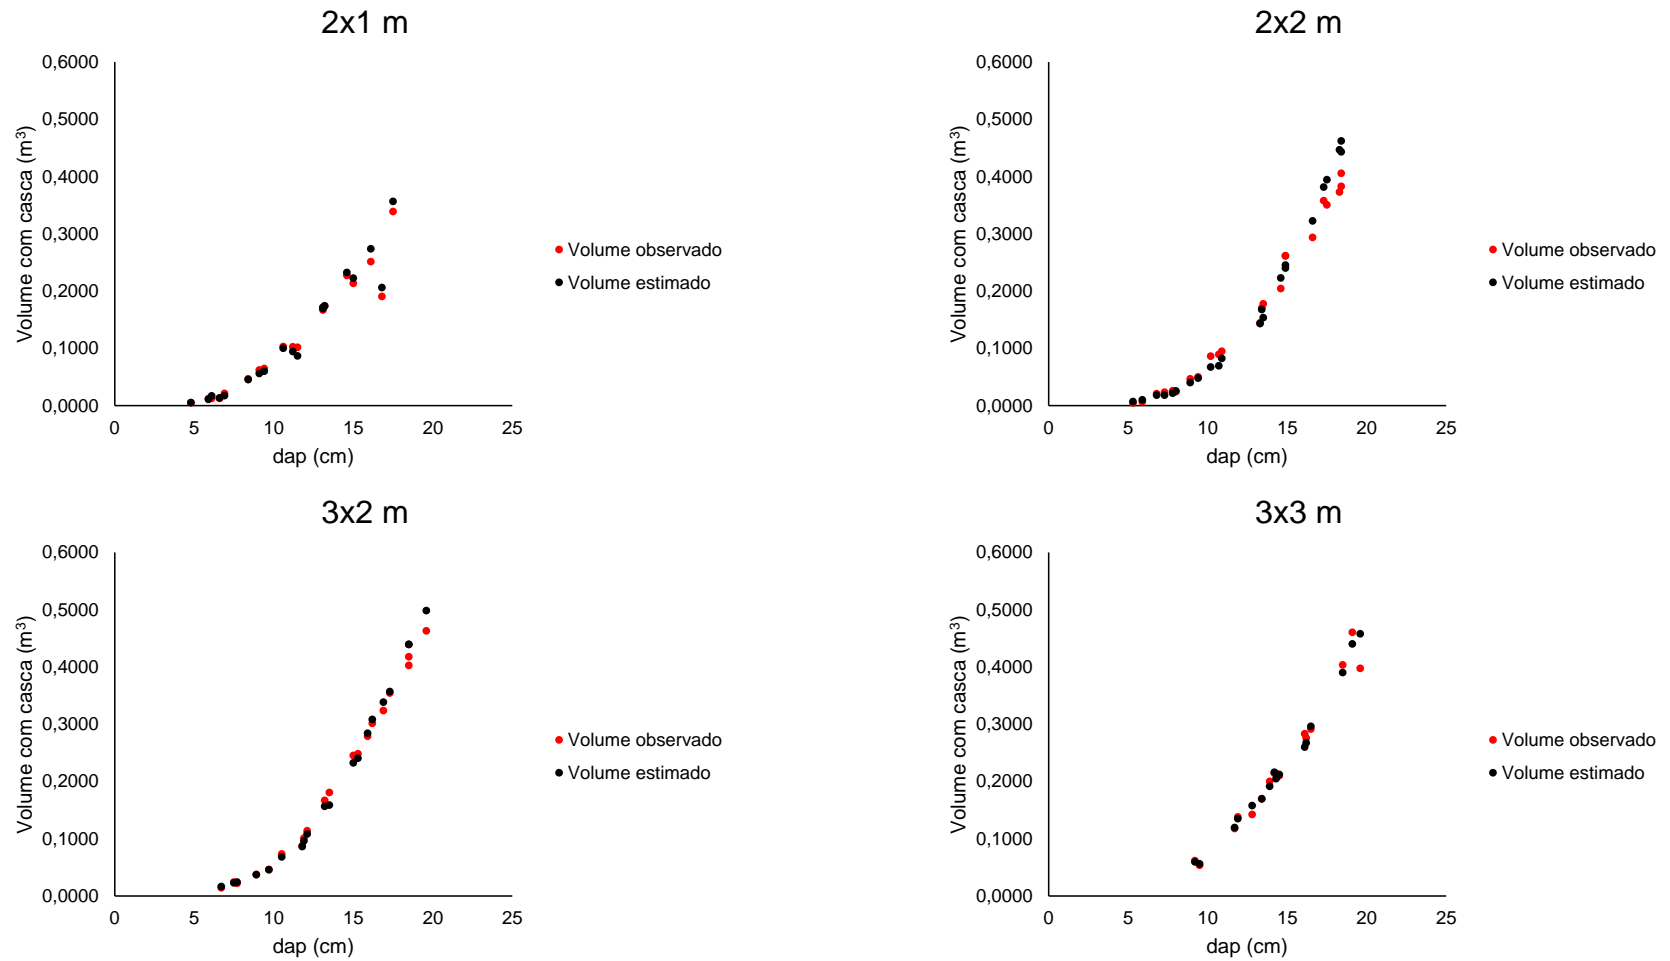 2x1 m
0,6000
0,5000
0,4000
0,3000
0,2000
0,1000
0,0000
0 5 10 15 20 25
Volume com casca (m³)
dap (cm)
Volume observado
Volume estimado
2x2 m
0,6000
0,5000
0,4000
0,3000
0,2000
0,1000
0,0000
0 5 10 15 20 25
Volume com casca (m³)
dap (cm)
Volume observado
Volume estimado
3x2 m
0,6000
0,5000
0,4000
0,3000
0,2000
0,1000
0,0000
0 5 10 15 20 25
Volume com casca (m³)
dap (cm)
Volume observado
Volume estimado
3x3 m
0,6000
0,5000
0,4000
0,3000
0,2000
0,1000
0,0000
0 5 10 15 20 25
Volume com casca (m³)
dap (cm)
Volume observado
Volume estimado